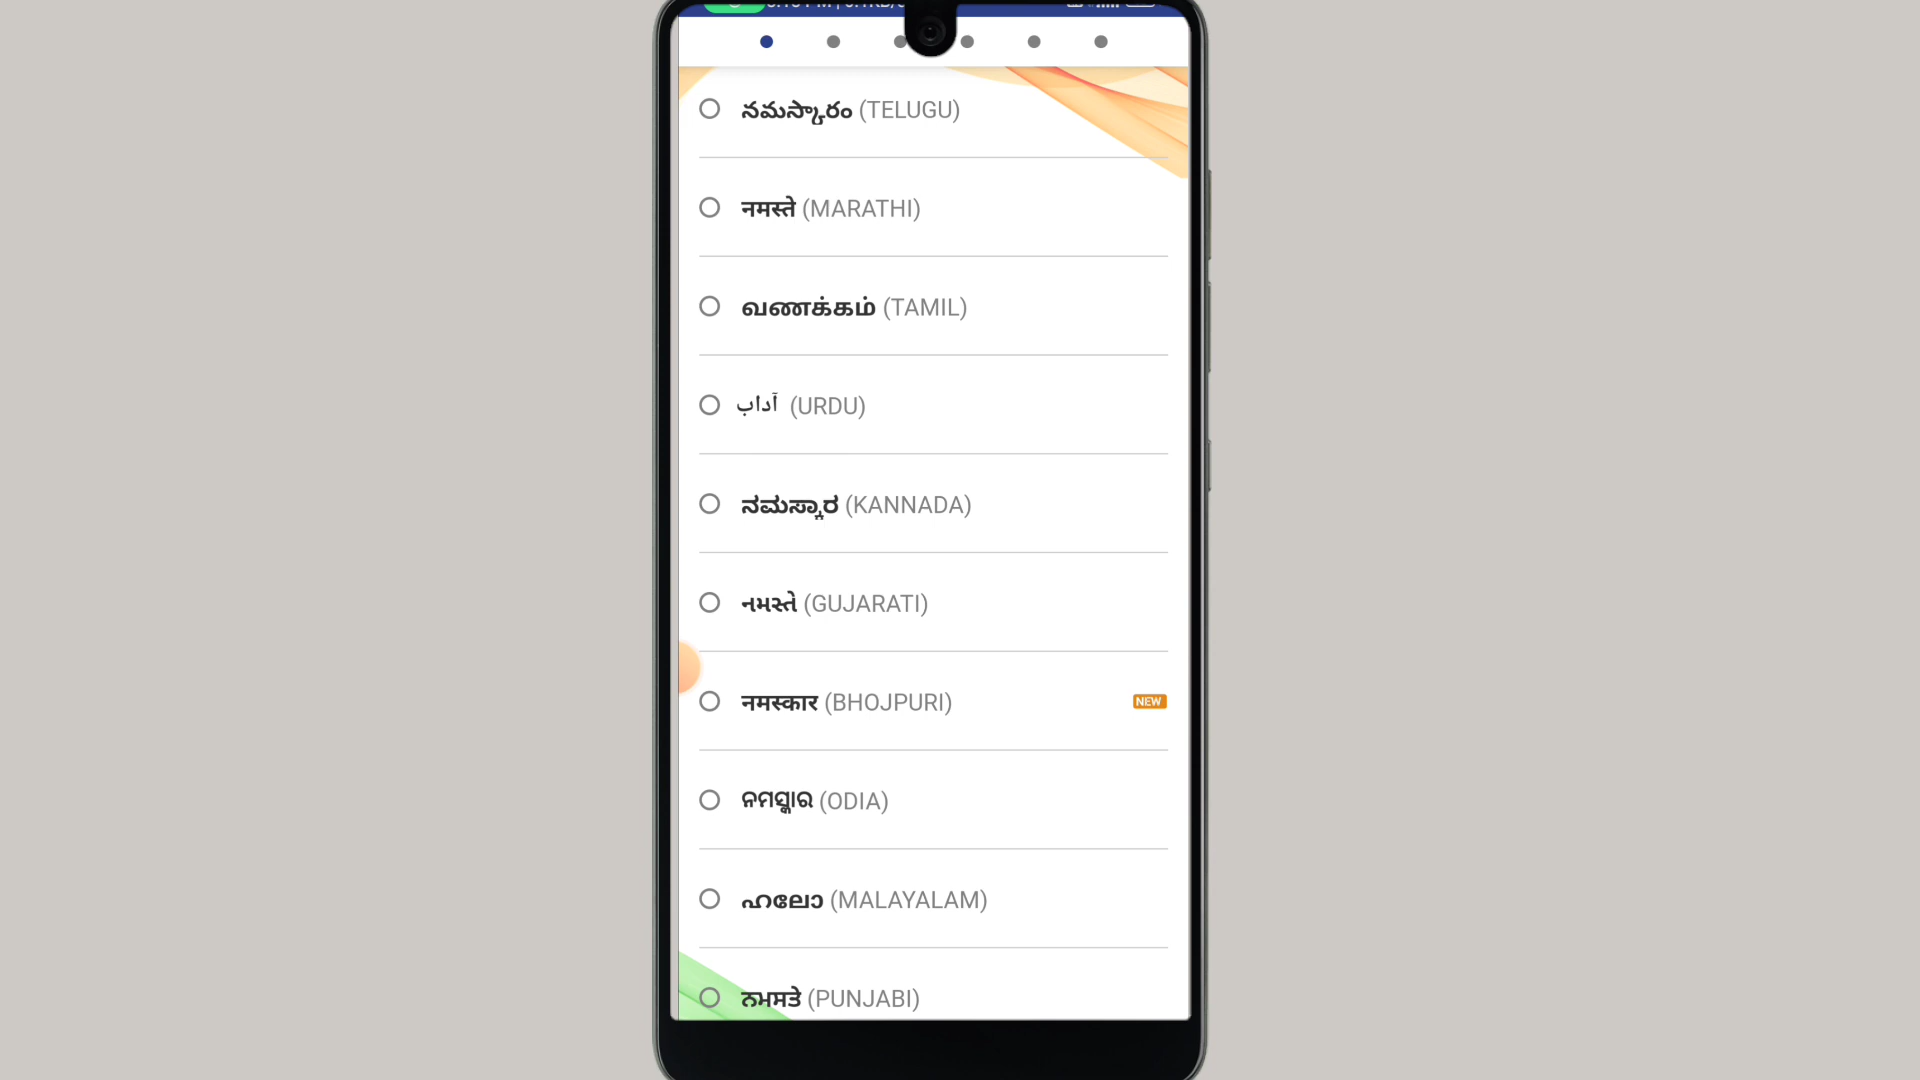 నమస్కారం (TELUGU)
नमस्ते (MARATHI)
வணக்கம் (TAMIL)
آداب (URDU)
ನಮಸ್ಕಾರ (KANNADA)
નમસ્તે (GUJARATI)
नमस्कार (BHOJPURI) NEW
ନମସ୍କାର (ODIA)
ഹലോ (MALAYALAM)
ਨਮਸਤੇ (PUNJABI)